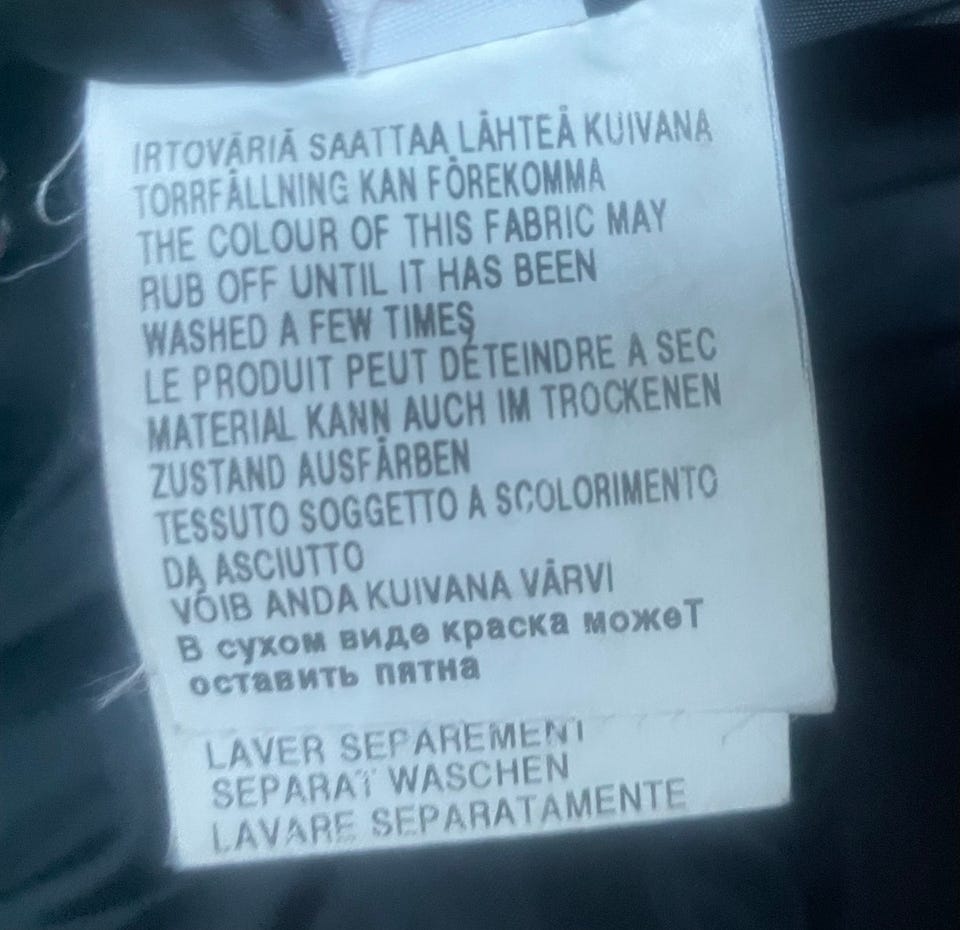 IRTOVÄRIÄ SAATTAA LÄHTEÄ KUIVANA
TORRFÄLLNING KAN FÖREKOMMA
THE COLOUR OF THIS FABRIC MAY
RUB OFF UNTIL IT HAS BEEN
WASHED A FEW TIMES
LE PRODUIT PEUT DÉTEINDRE A SEC
MATERIAL KANN AUCH IM TROCKENEN
ZUSTAND AUSFÄRBEN
TESSUTO SOGGETTO A SCOLORIMENTO
DA ASCIUTTO
VÕIB ANDA KUIVANA VÄRVI
В сухом виде краска можеТ
оставить пятна
LAVER SEPAREMENT
SEPARAT WASCHEN
LAVARE SEPARATAMENTE